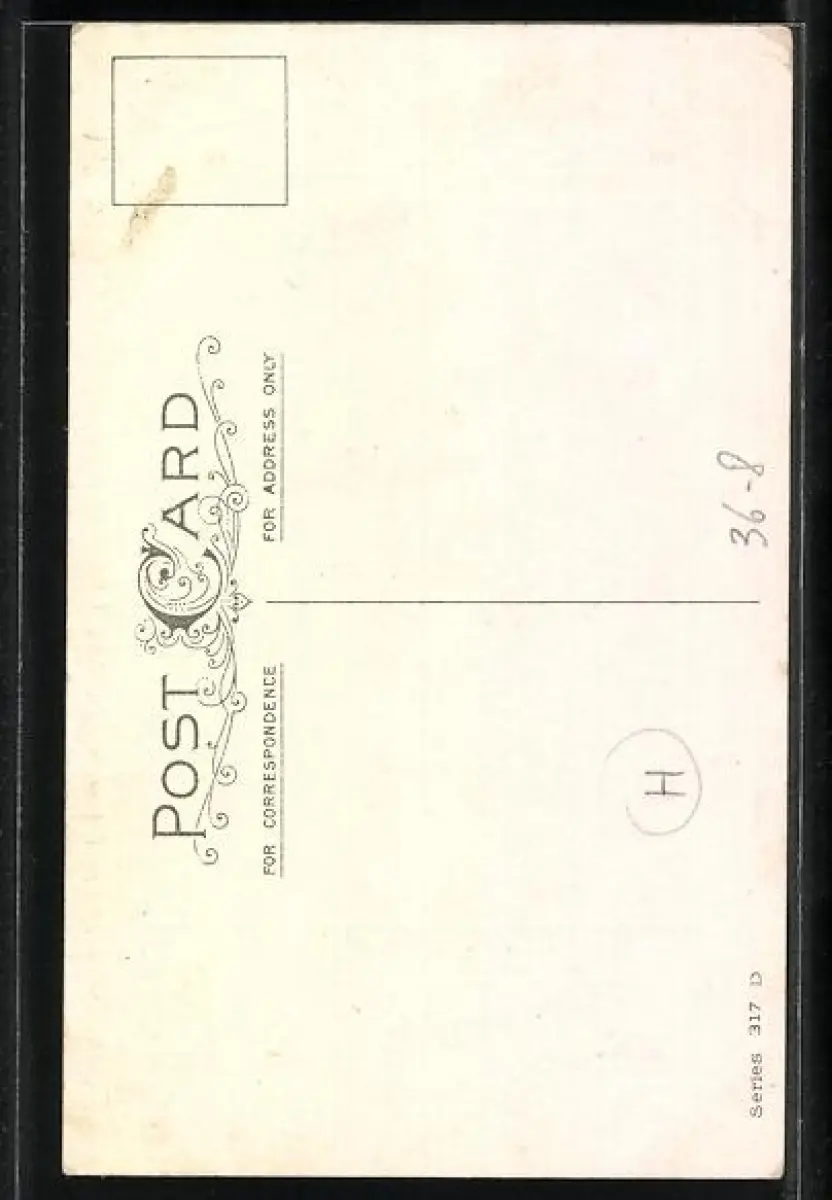 POST CARD
FOR CORRESPONDENCE
FOR ADDRESS ONLY
36-8
H
Series 317 D